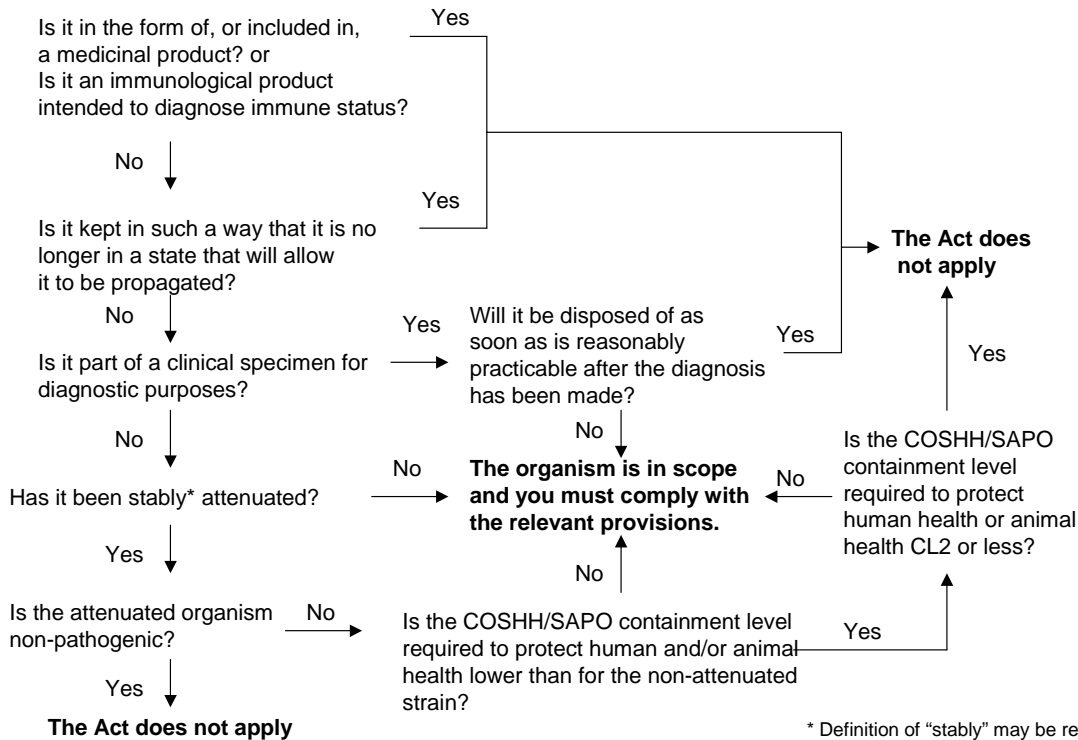 Is it in the form of, or included in,
a medicinal product? or
Is it an immunological product
intended to diagnose immune status?
Yes
No
Yes
Is it kept in such a way that it is no
longer in a state that will allow
it to be propagated?
The Act does
not apply
No
Yes
Will it be disposed of as
soon as is reasonably
practicable after the diagnosis
has been made?
Yes
Yes
Is it part of a clinical specimen for
diagnostic purposes?
No
No
Has it been stably* attenuated?
No
The organism is in scope
and you must comply with
the relevant provisions.
No
Is the COSHH/SAPO
containment level
required to protect
human health or animal
health CL2 or less?
Yes
No
Is the attenuated organism
non-pathogenic?
No
Is the COSHH/SAPO containment level
required to protect human and/or animal
health lower than for the non-attenuated
strain?
Yes
Yes
The Act does not apply
* Definition of “stably” may be re